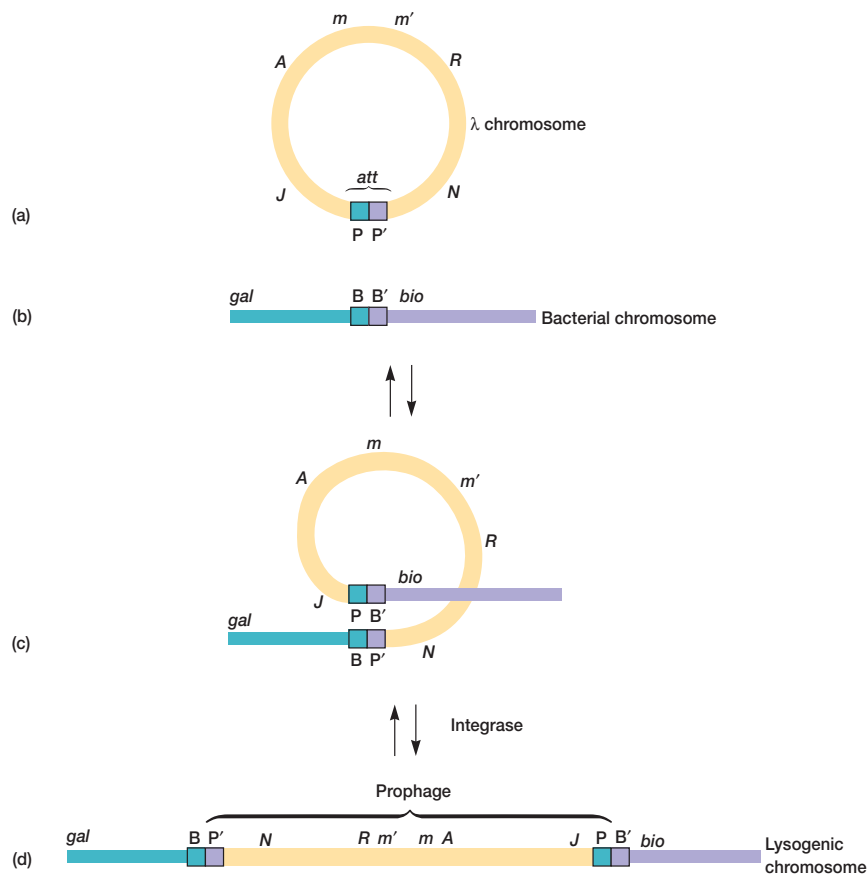 m m′
A R
λ chromosome
att
J N
(a)
P P′
gal B B′ bio
(b) Bacterial chromosome
m
A m′
R
bio
J P B′
gal
(c) N
B P′
Integrase
Prophage
gal B P′ N R m′ m A J P B′ bio
(d) Lysogenic
chromosome